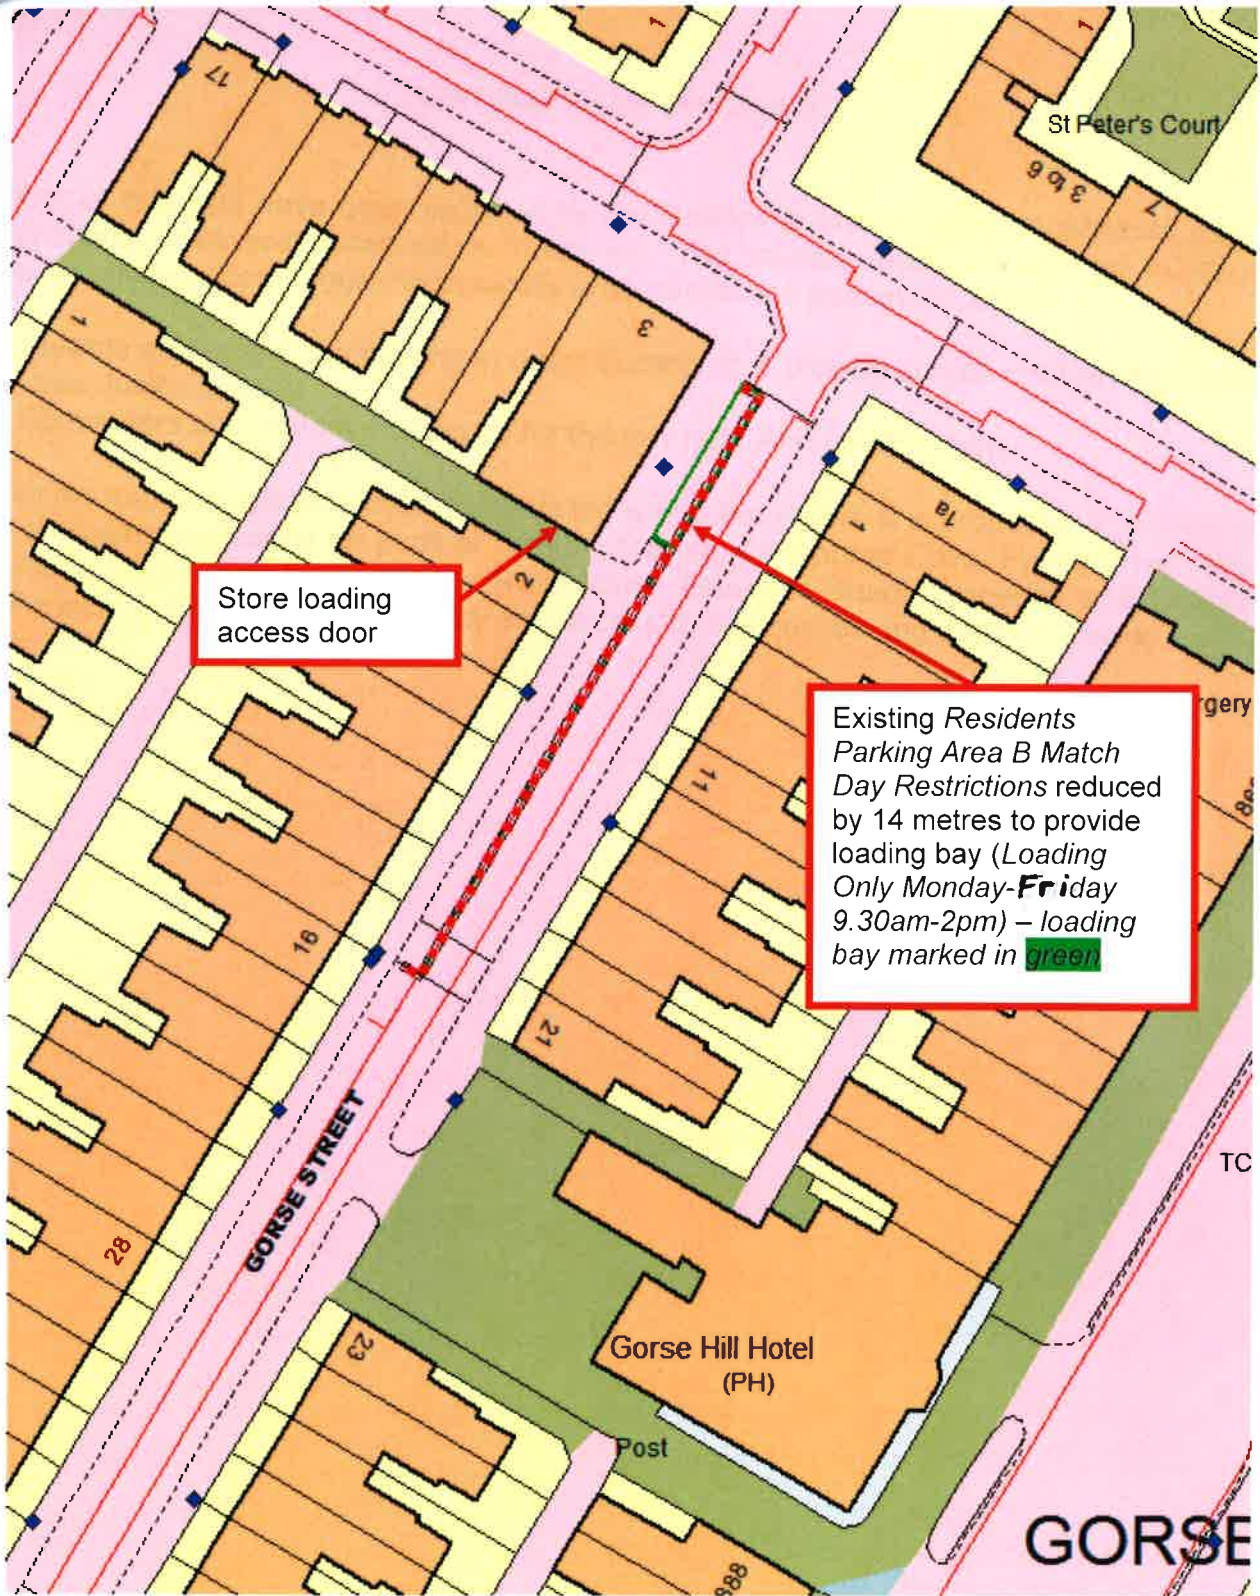 1
17
1
St Peter's Court
3 to 6
7
1
3
1a
1
2
Store loading
access door
rgery
Existing Residents
Parking Area B Match
Day Restrictions reduced
by 14 metres to provide
loading bay (Loading
Only Monday-Friday
9.30am-2pm) – loading
bay marked in green
11
16
21
GORSE STREET
TC
28
23
Gorse Hill Hotel
(PH)
Post
GORSE
888